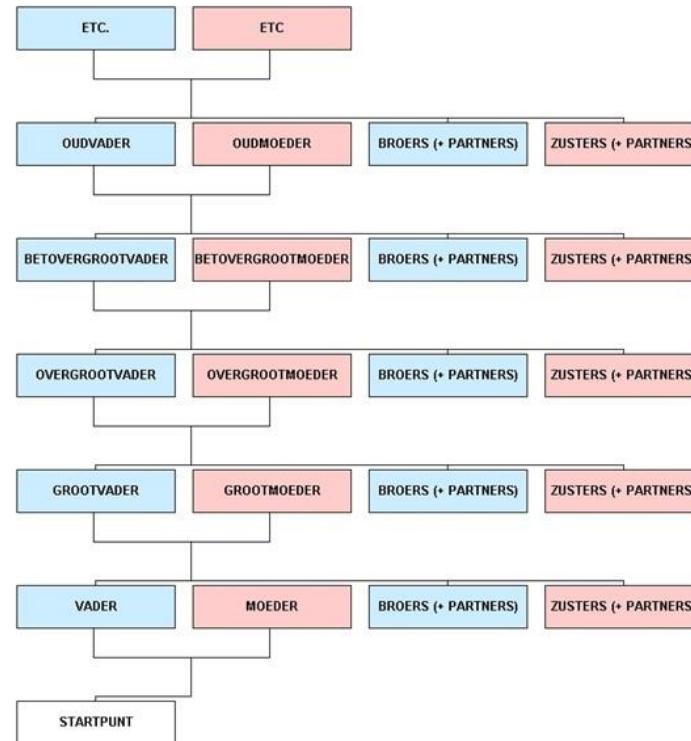 ETC.
ETC
OUDVADER
OUDMOEDER
BROERS (+ PARTNERS)
ZUSTERS (+ PARTNERS
BETOVERGROOTVADER
BETOVERGROOTMOEDER
BROERS (+ PARTNERS)
ZUSTERS (+ PARTNERS
OVERGROOTVADER
OVERGROOTMOEDER
BROERS (+ PARTNERS)
ZUSTERS (+ PARTNERS
GROOTVADER
GROOTMOEDER
BROERS (+ PARTNERS)
ZUSTERS (+ PARTNERS
VADER
MOEDER
BROERS (+ PARTNERS)
ZUSTERS (+ PARTNERS
STARTPUNT